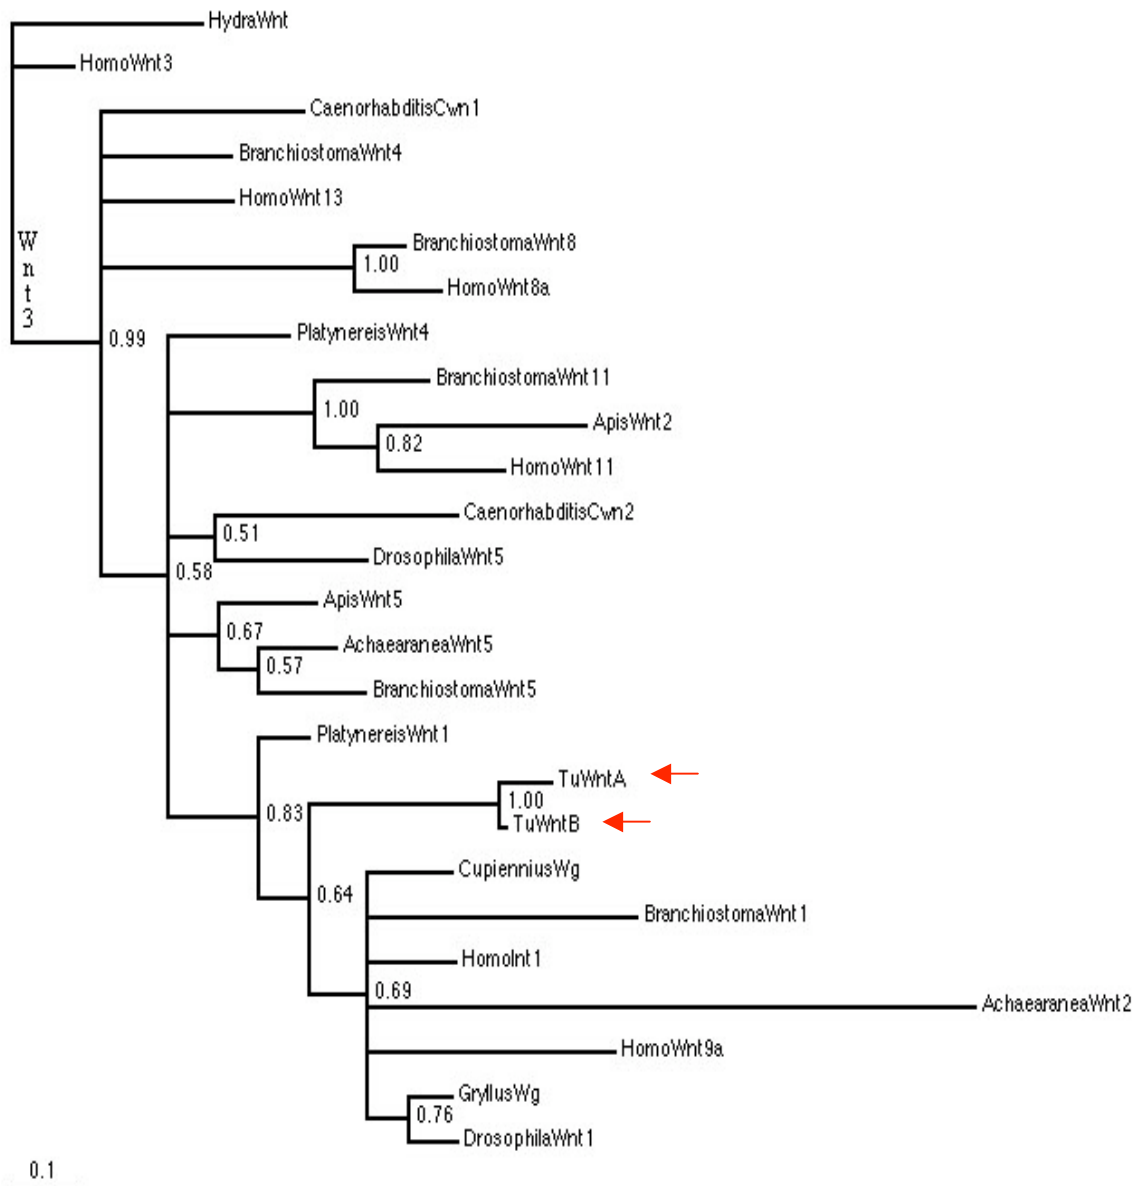 HydraWnt
HomoWnt3
CaenorhabditisCwn1
BranchiostomaWnt4
HomoWnt13
Wnt3
BranchiostomaWnt8
1.00
HomoWnt8a
PlatynereisWnt4
0.99
BranchiostomaWnt11
1.00
ApisWnt2
0.82
HomoWnt11
CaenorhabditisCwn2
0.51
DrosophilaWnt5
0.58
ApisWnt5
0.67
AchaearaneaWnt5
0.57
BranchiostomaWnt5
PlatynereisWnt1
TuWntA
1.00
0.83
TuWntB
CupienniusWg
0.64
BranchiostomaWnt1
HomoInt1
0.69
AchaearaneaWnt2
HomoWnt9a
GryllusWg
0.76
DrosophilaWnt1
0.1